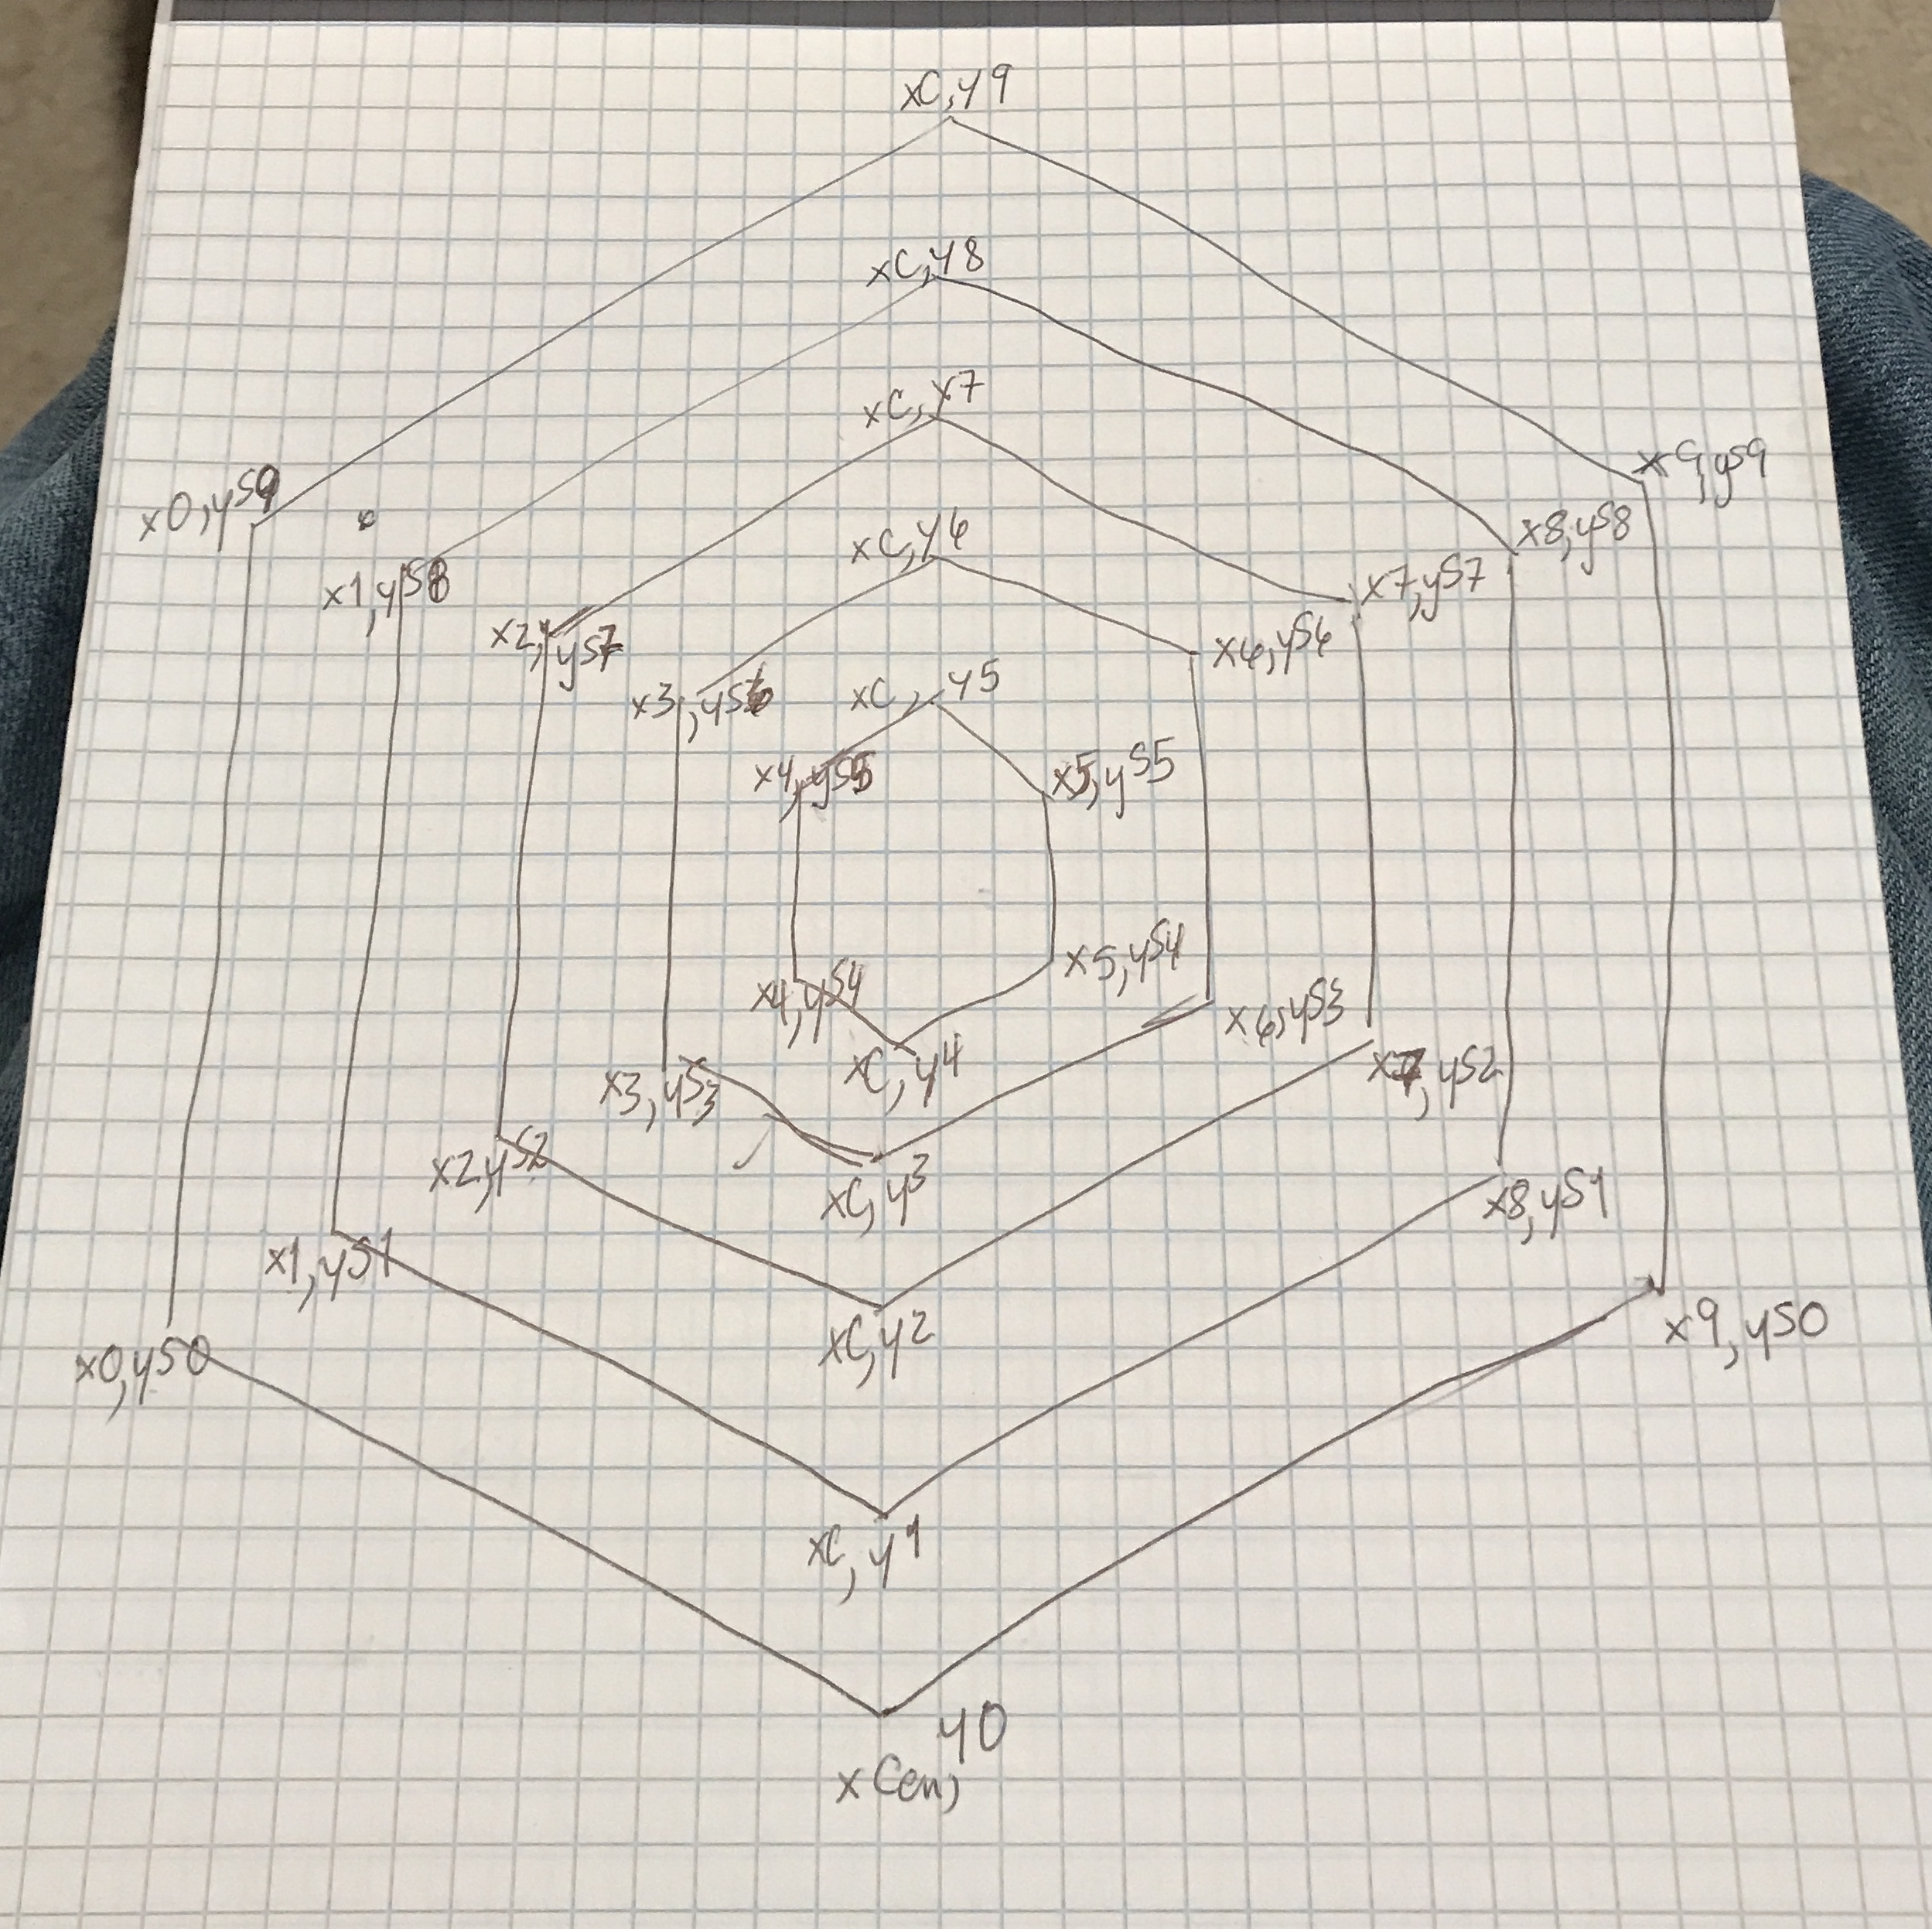 xC,y9
xC,y8
xC,x7
x9,yS9
x0,yS9
x8,yS8
xC,y6
x1,yS8
x7,yS7
x2,yS7
x6,yS6
x3,yS6
xC,y5
x4,yS5
x5,yS5
x5,yS4
x4,yS4
x6,yS3
xC,y4
x7,yS2
x3,yS3
x2,yS2
xC,y3
x8,yS1
x1,yS1
x9,yS0
xC,y2
x0,yS0
xC,y1
y0
xCen,